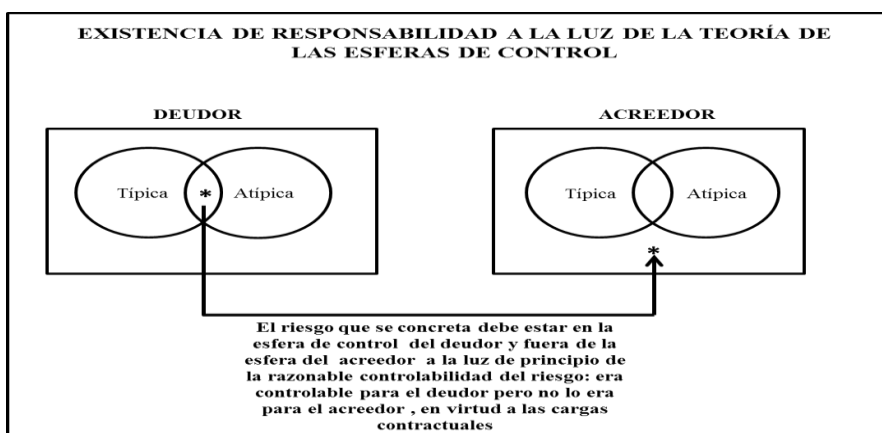 EXISTENCIA DE RESPONSABILIDAD A LA LUZ DE LA TEORÍA DE
LAS ESFERAS DE CONTROL
DEUDOR
ACREEDOR
Típica * Atípica
Típica Atípica
*
El riesgo que se concreta debe estar en la
esfera de control del deudor y fuera de la
esfera del acreedor a la luz de principio de
la razonable controlabilidad del riesgo: era
controlable para el deudor pero no lo era
para el acreedor , en virtud a las cargas
contractuales